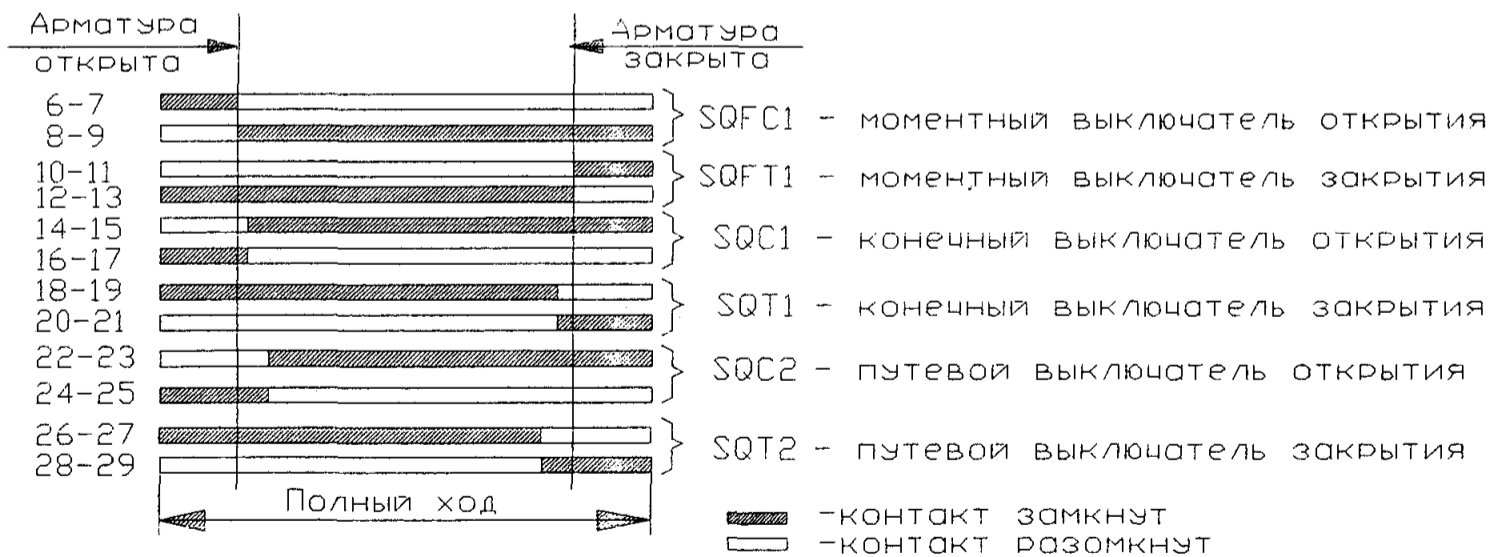 Арматура открыта
Арматура закрыта
6-7
8-9
SQFC1 - моментный выключатель открытия
10-11
12-13
SQFT1 - моментный выключатель закрытия
14-15
16-17
SQC1 - конечный выключатель открытия
18-19
20-21
SQT1 - конечный выключатель закрытия
22-23
24-25
SQC2 - путевой выключатель открытия
26-27
28-29
SQT2 - путевой выключатель закрытия
Полный ход
-контакт замкнут
-контакт разомкнут